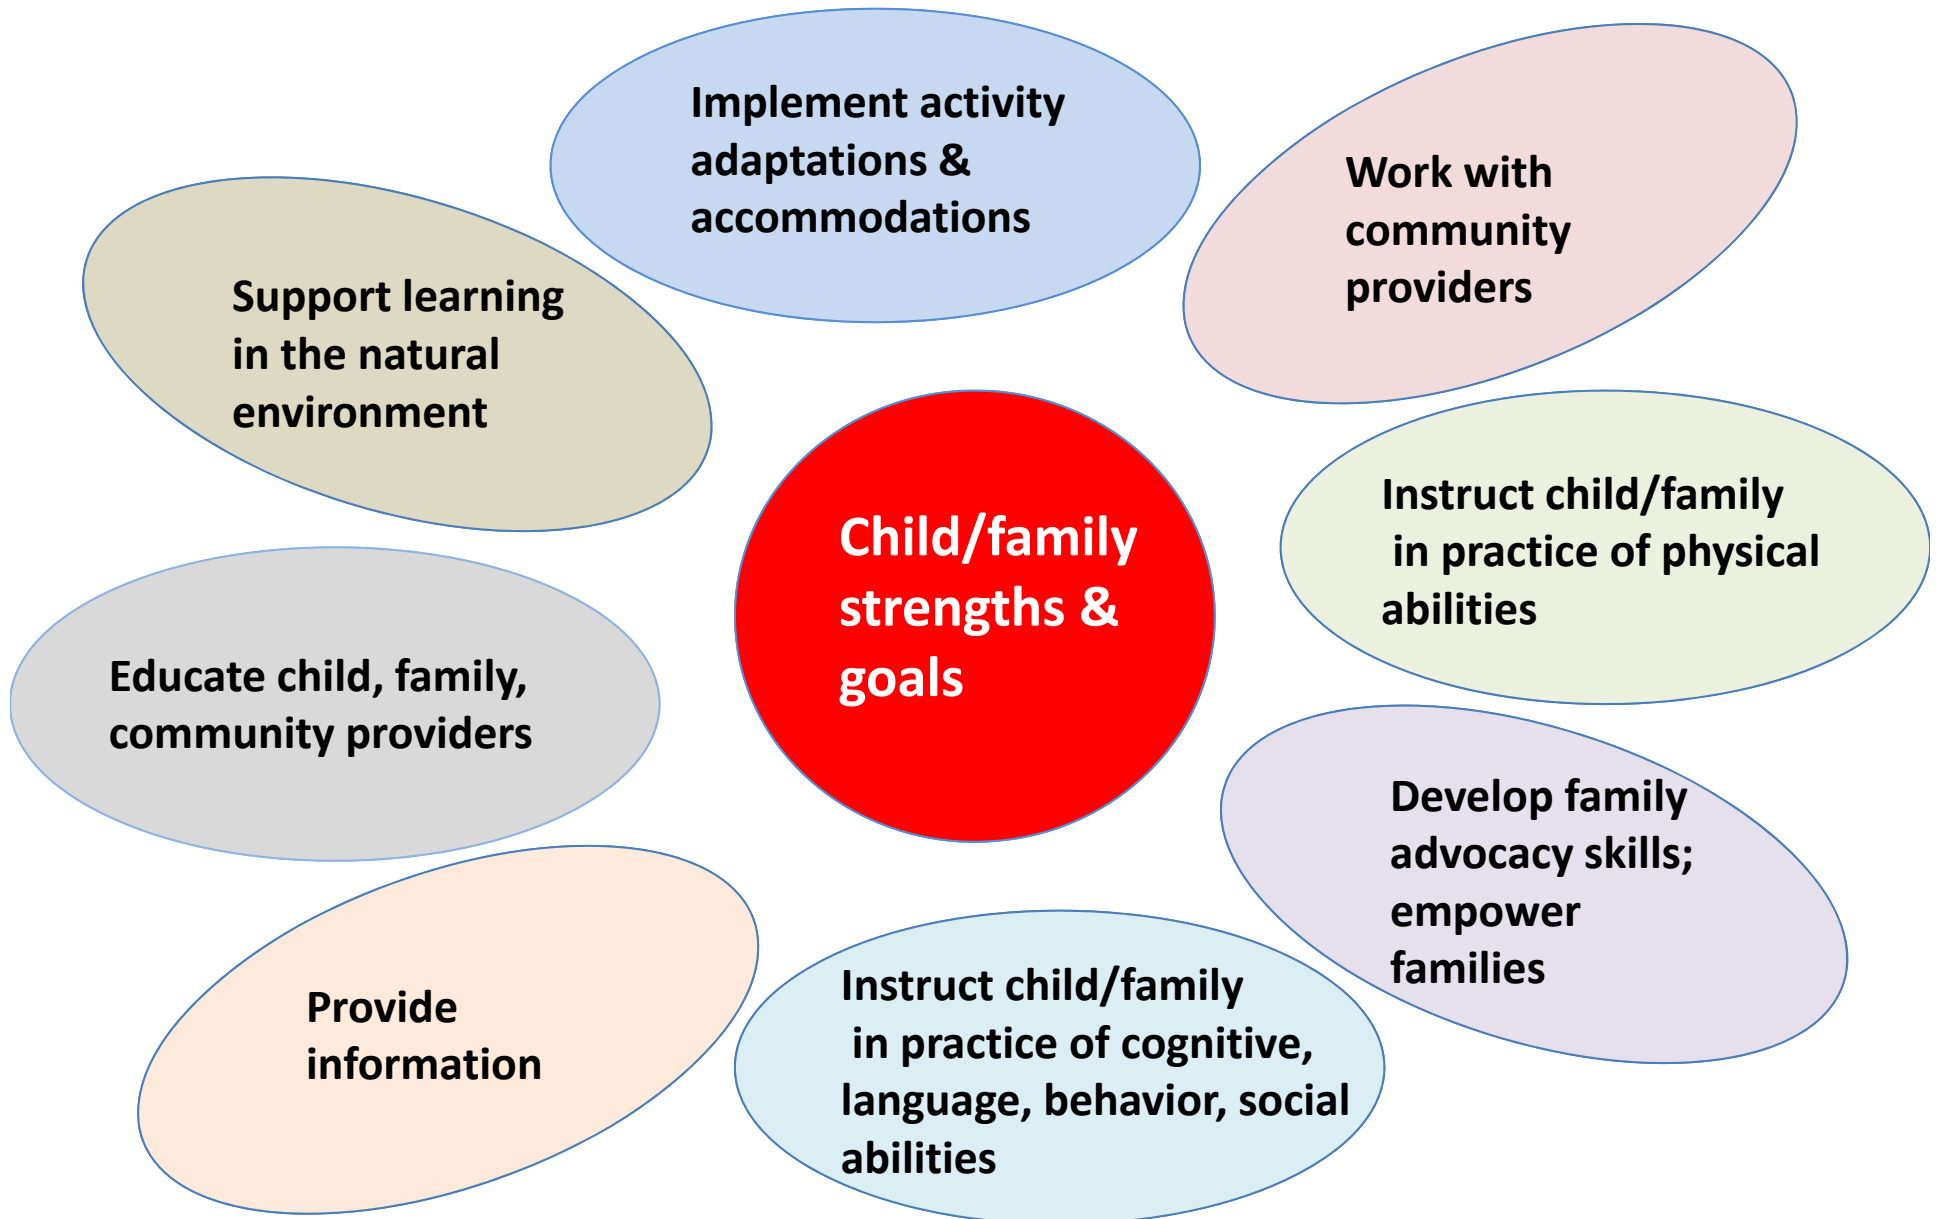 Implement activity
adaptations &
accommodations
Work with
community
providers
Support learning
in the natural
environment
Child/family
strengths &
goals
Instruct child/family
in practice of physical
abilities
Educate child, family,
community providers
Develop family
advocacy skills;
empower
families
Provide
information
Instruct child/family
in practice of cognitive,
language, behavior, social
abilities